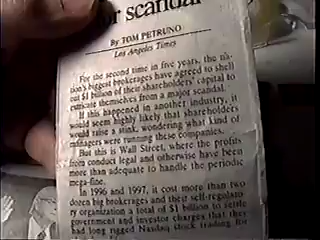 or scandal
By TOM PETRUNO
Los Angeles Times
For the second time in five years, the na-
tion's biggest brokerages have agreed to shell
out $1 billion of their shareholders' capital to
extricate themselves from a major scandal.
If this happened in another industry, it
would seem highly likely that shareholders
would raise a stink, wondering what kind of
managers were running these companies.
But this is Wall Street, where the profits
from conduct legal and otherwise have been
more than adequate to handle the periodic
mega-fine.
In 1996 and 1997, it cost more than two
dozen big brokerages and their self-regulato-
ry organization a total of $1 billion to settle
government and investor charges that they
had long rigged Nasdaq stock trading for